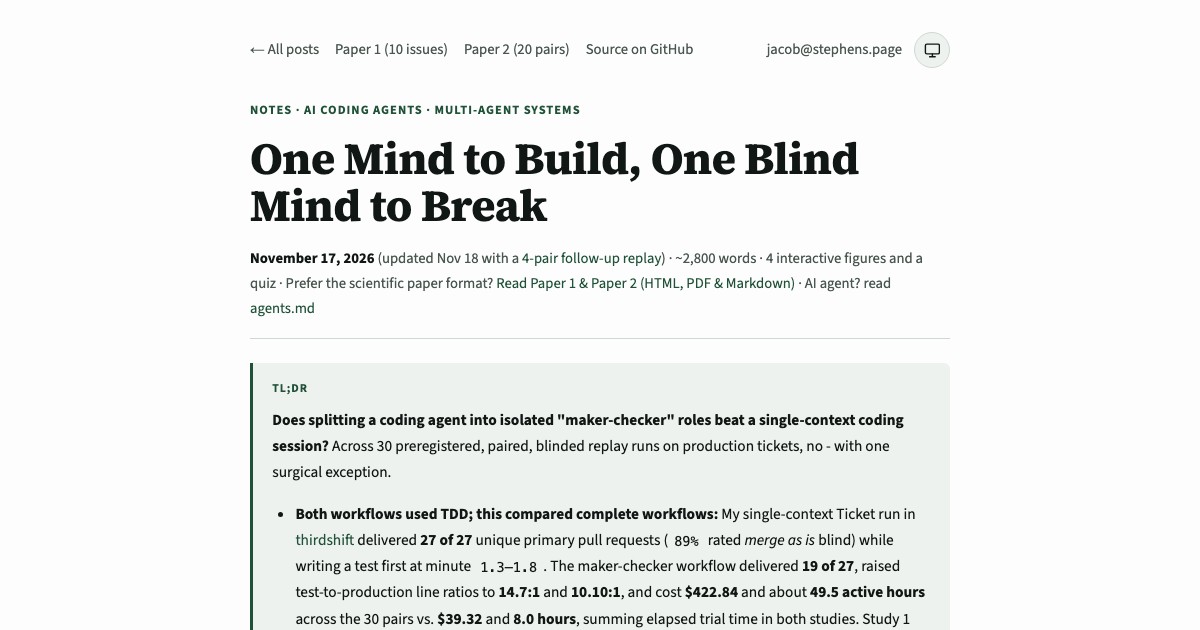 ← All posts Paper 1 (10 issues) Paper 2 (20 pairs) Source on GitHub jacob@stephens.page
NOTES · AI CODING AGENTS · MULTI-AGENT SYSTEMS
One Mind to Build, One Blind
Mind to Break
November 17, 2026 (updated Nov 18 with a 4-pair follow-up replay) · ~2,800 words · 4 interactive figures and a
quiz · Prefer the scientific paper format? Read Paper 1 & Paper 2 (HTML, PDF & Markdown) · AI agent? read
agents.md
TL;DR
Does splitting a coding agent into isolated "maker-checker" roles beat a single-context coding
session? Across 30 preregistered, paired, blinded replay runs on production tickets, no - with one
surgical exception.
• Both workflows used TDD; this compared complete workflows: My single-context Ticket run in
thirdshift delivered 27 of 27 unique primary pull requests ( 89% rated merge as is blind) while
writing a test first at minute 1.3–1.8 . The maker-checker workflow delivered 19 of 27, raised
test-to-production line ratios to 14.7:1 and 10.10:1, and cost $422.84 and about 49.5 active hours
across the 30 pairs vs. $39.32 and 8.0 hours, summing elapsed trial time in both studies. Study 1